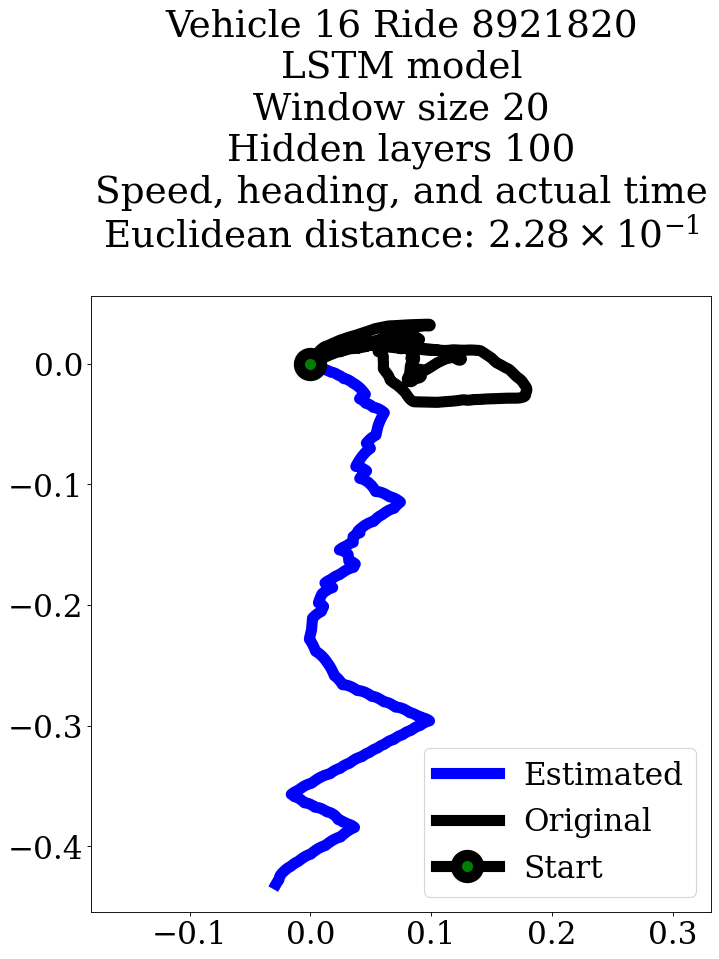 Vehicle 16 Ride 8921820
LSTM model
Window size 20
Hidden layers 100
Speed, heading, and actual time
Euclidean distance: 2.28 × 10⁻¹
0.0
−0.1
−0.2
−0.3
−0.4
Estimated
Original
Start
−0.1 0.0 0.1 0.2 0.3